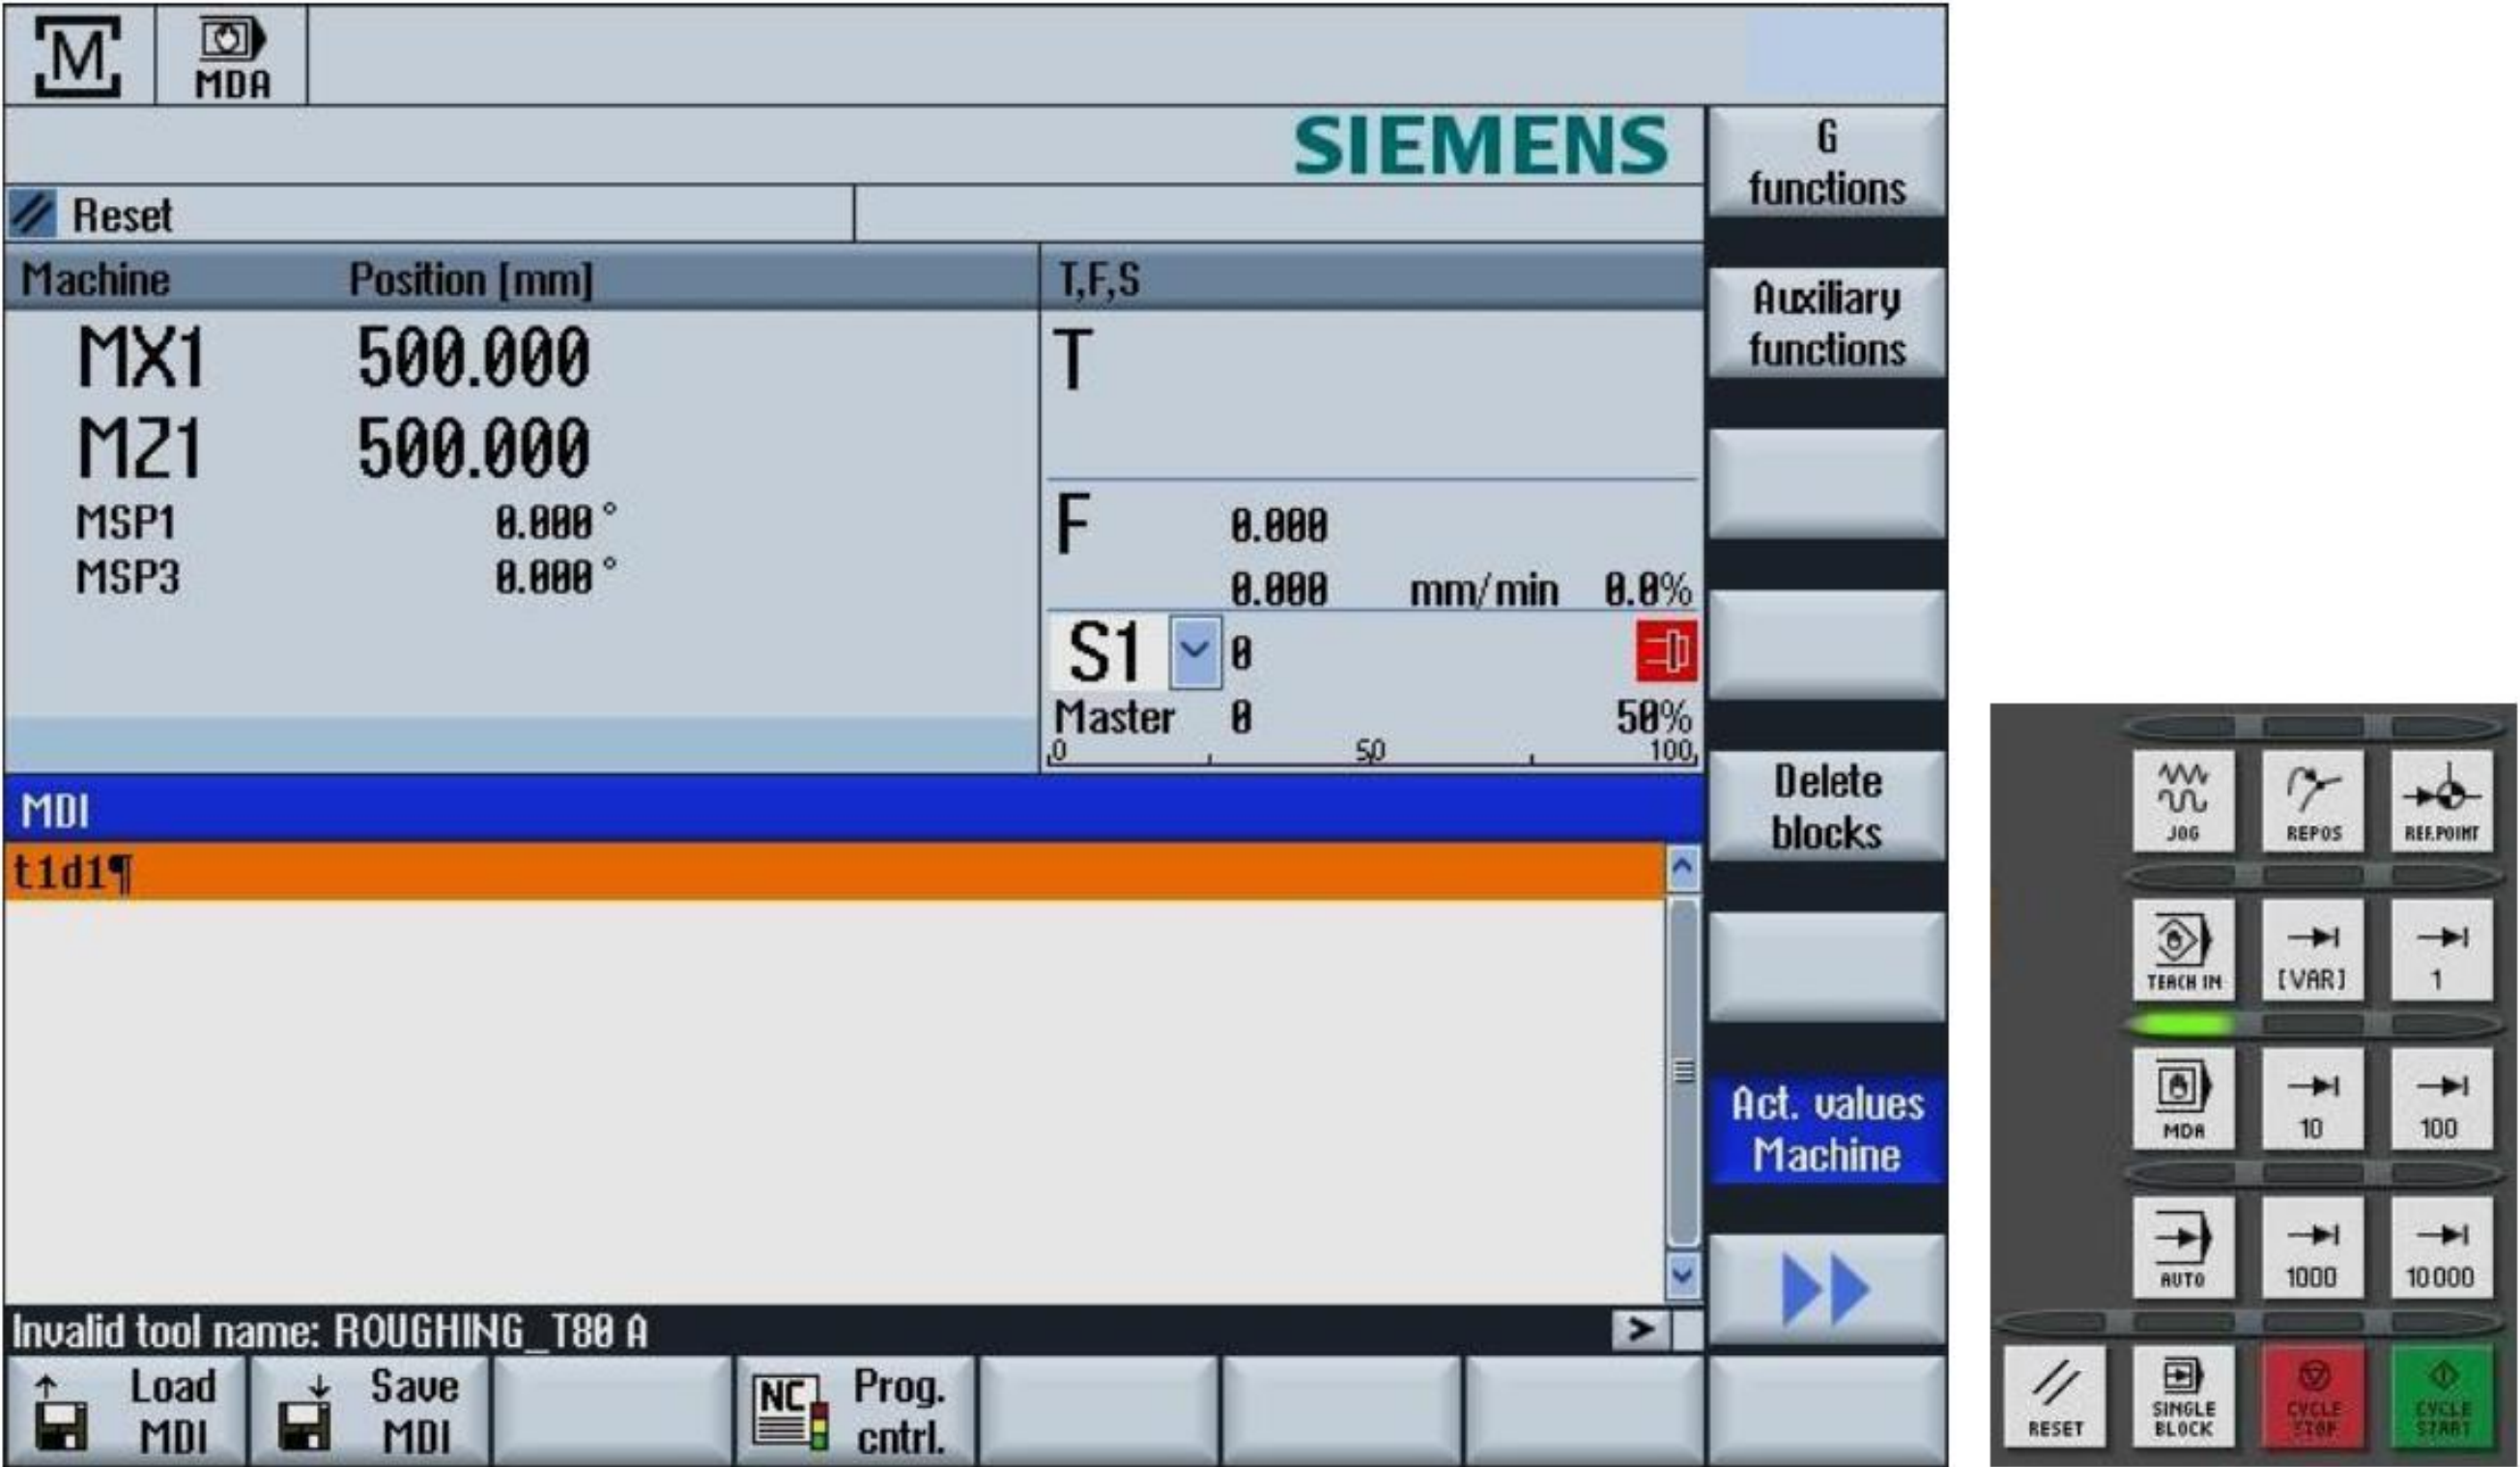 M
MDA
SIEMENS
G
functions
Reset
Machine Position [mm]
T,F,S
Auxiliary
functions
MX1 500.000
T
MZ1 500.000
MSP1 0.000°
F 0.000
MSP3 0.000°
0.000 mm/min 0.0%
S1 0
Master 0 50%
0 50 100
Delete
blocks
MDI
t1d1¶
Act. values
Machine
Invalid tool name: ROUGHING_T80 A
>
Load
MDI
Save
MDI
NC
Prog.
cntrl.
JOG REPOS REF.POINT
TEACH IN [VAR] 1
MDA 10 100
AUTO 1000 10000
RESET
SINGLE
BLOCK
CYCLE
STOP
CYCLE
START